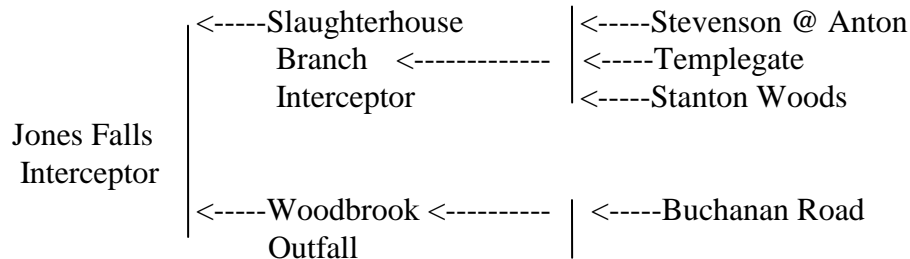 <-----Slaughterhouse <-----Stevenson @ Anton
Branch <------------- <-----Templegate
Interceptor <-----Stanton Woods
Jones Falls
Interceptor
<-----Woodbrook <---------- <-----Buchanan Road
Outfall